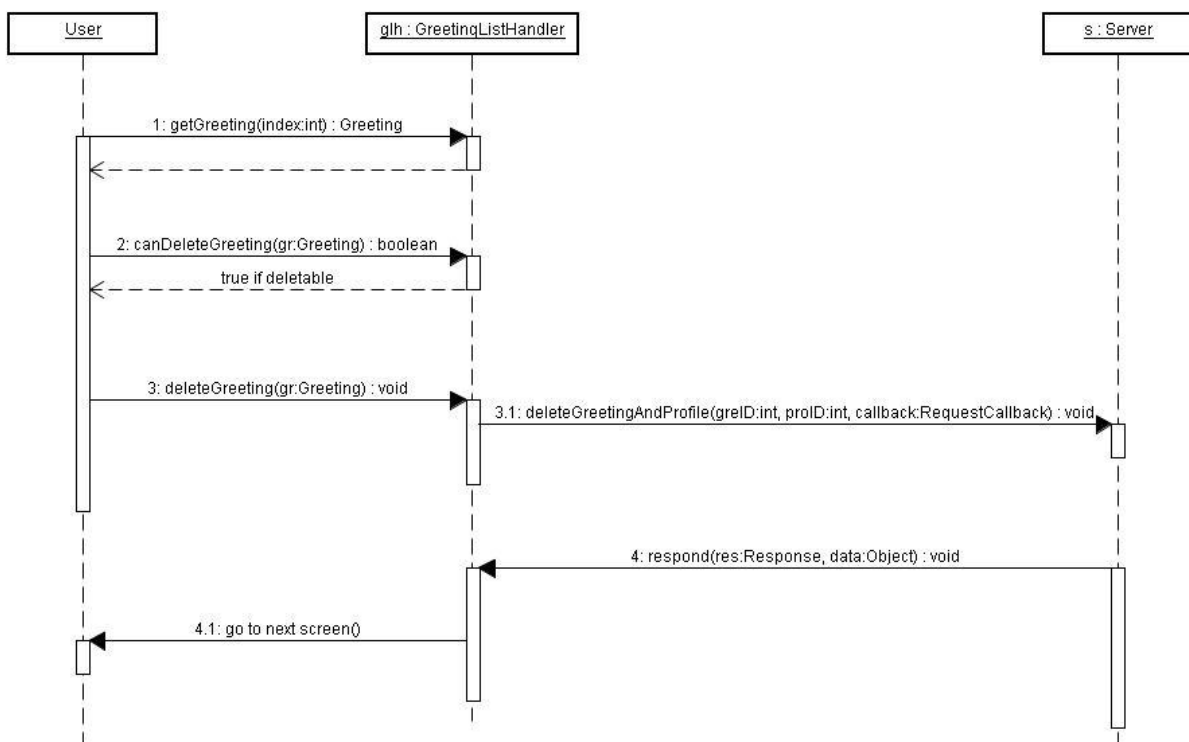 User
glh : GreetingListHandler
s : Server
1: getGreeting(index:int) : Greeting
2: canDeleteGreeting(gr:Greeting) : boolean
true if deletable
3: deleteGreeting(gr:Greeting) : void
3.1: deleteGreetingAndProfile(greID:int, proID:int, callback:RequestCallback) : void
4: respond(res:Response, data:Object) : void
4.1: go to next screen()